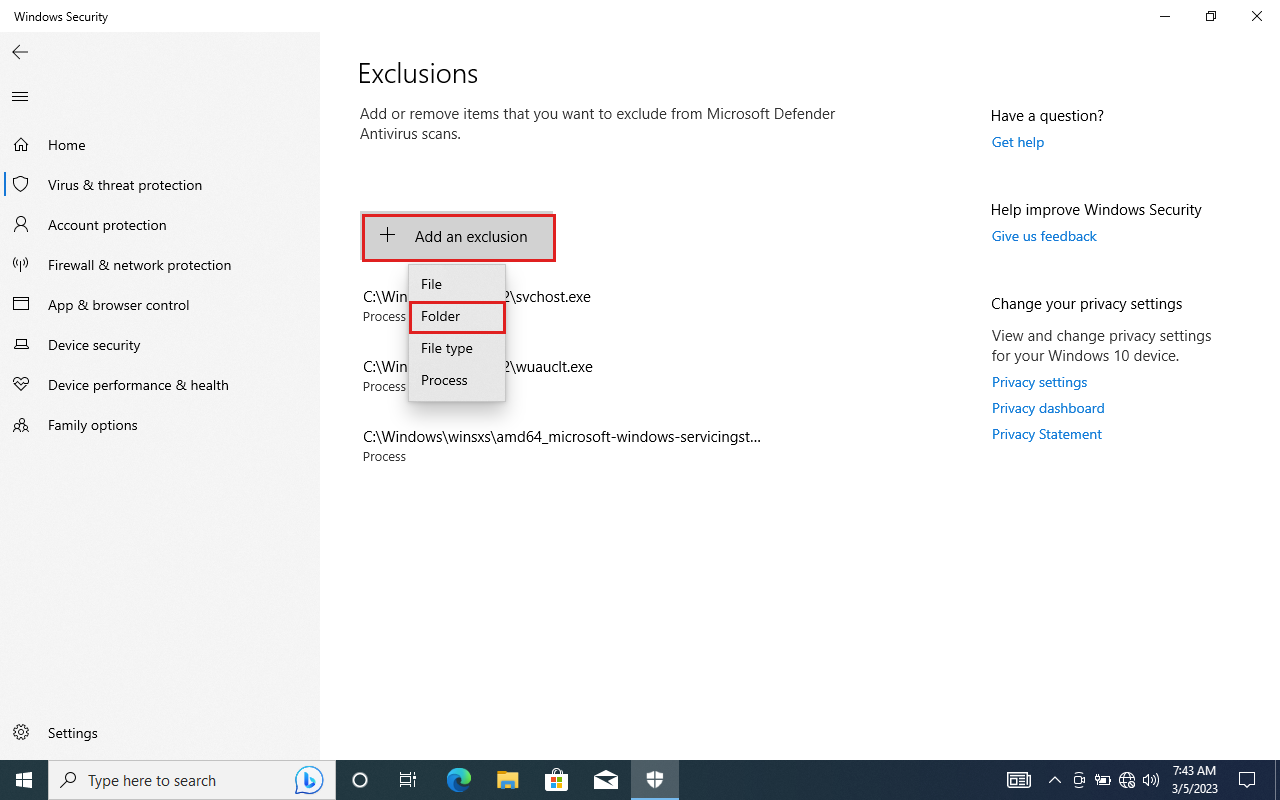 Windows Security
Home
Virus & threat protection
Account protection
Firewall & network protection
App & browser control
Device security
Device performance & health
Family options
Settings
Exclusions
Add or remove items that you want to exclude from Microsoft Defender
Antivirus scans.
Add an exclusion
File
Folder
File type
Process
C:\Win 2\svchost.exe
Process
C:\Win 2\wuauclt.exe
Process
C:\Windows\winsxs\amd64_microsoft-windows-servicingst...
Process
Have a question?
Get help
Help improve Windows Security
Give us feedback
Change your privacy settings
View and change privacy settings
for your Windows 10 device.
Privacy settings
Privacy dashboard
Privacy Statement
Type here to search
7:43 AM
3/5/2023